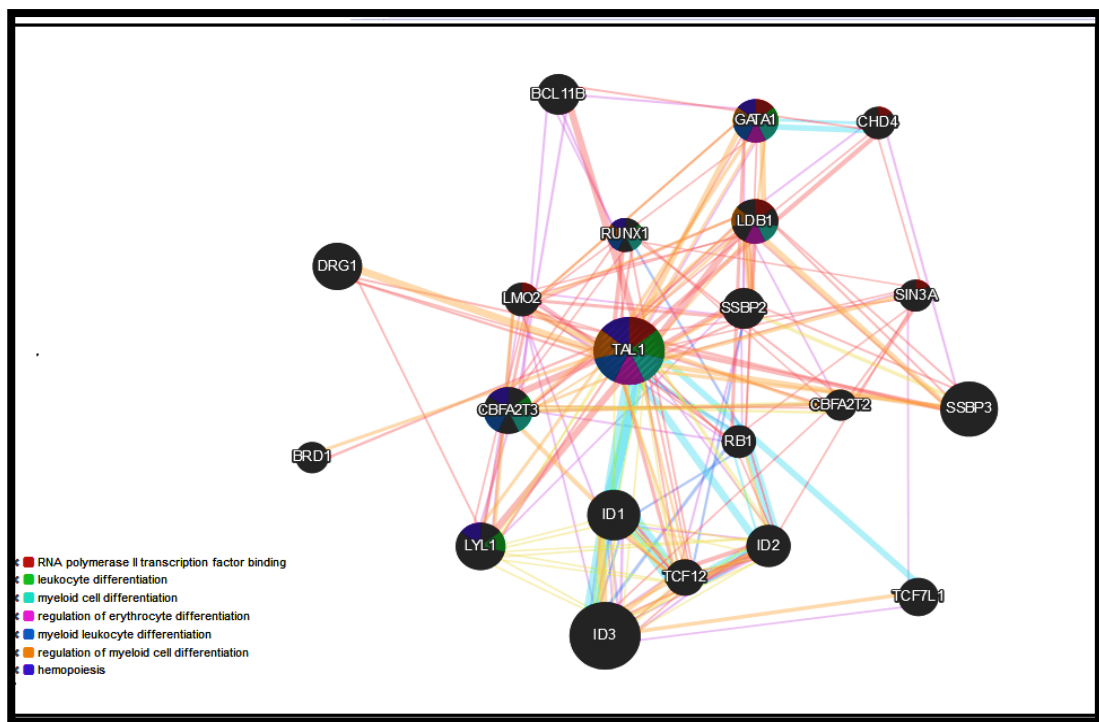 BCL11B
GATA1
CHD4
LDB1
RUNX1
DRG1
LMO2
SIN3A
SSBP2
TAL1
CBFA2T3
CBFA2T2
SSBP3
RB1
BRD1
ID1
LYL1
ID2
TCF12
TCF7L1
ID3
RNA polymerase II transcription factor binding
leukocyte differentiation
myeloid cell differentiation
regulation of erythrocyte differentiation
myeloid leukocyte differentiation
regulation of myeloid cell differentiation
hemopoiesis